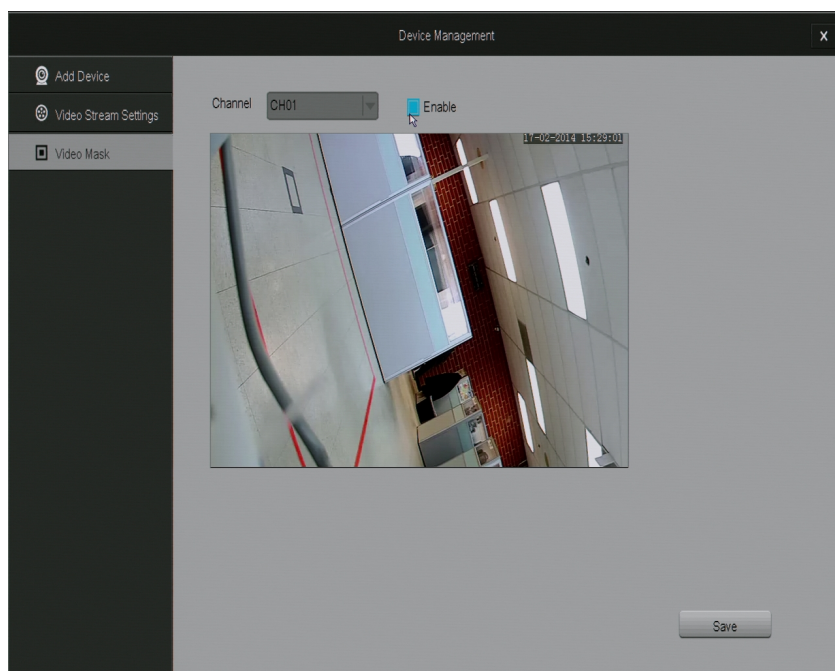 Device Management
X
Add Device
Video Stream Settings
Video Mask
Channel
CH01
Enable
17-02-2014 15:29:01
Save